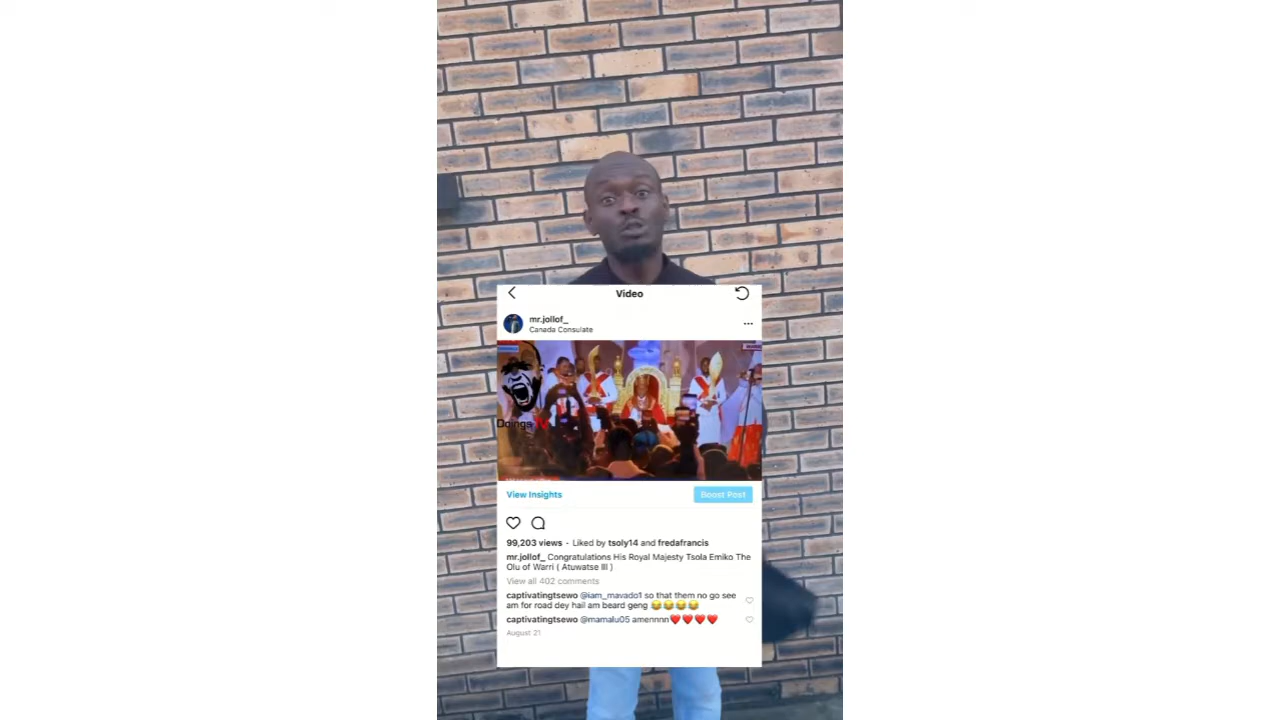 Video
mr.jollof_
Canada Consulate
Doings TV
View Insights
Boost Post
99,203 views - Liked by tsoly14 and fredafrancis
mr.jollof_ Congratulations His Royal Majesty Tsola Emiko The
Olu of Warri ( Atuwatse III )
View all 402 comments
captivatingtsewo @iam_mavado1 so that them no go see
am for road dey hail am beard geng 😂😂😂😂
captivatingtsewo @mamalu05 amennnn❤️❤️❤️❤️
August 21